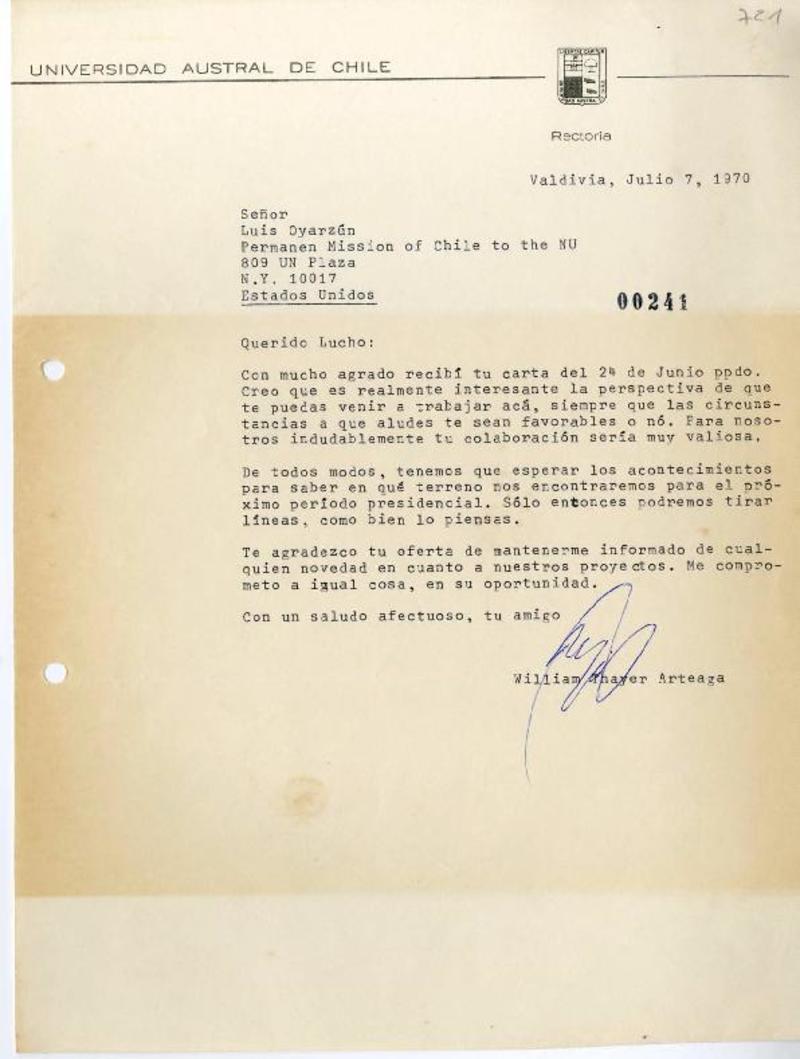 721
UNIVERSIDAD AUSTRAL DE CHILE
Rectoria
Valdivia, Julio 7, 1970
Señor
Luis Oyarzún
Permanen Mission of Chile to the NU
809 UN Plaza
N.Y. 10017
Estados Unidos
00241
Querido Lucho:
Con mucho agrado recibí tu carta del 24 de Junio ppdo.
Creo que es realmente interesante la perspectiva de que
te puedas venir a trabajar acá, siempre que las circuns-
tancias a que aludes te sean favorables o nó. Para noso-
tros indudablemente tu colaboración sería muy valiosa.
De todos modos, tenemos que esperar los acontecimientos
para saber en qué terreno nos encontraremos para el pró-
ximo período presidencial. Sólo entonces podremos tirar
líneas, como bien lo piensas.
Te agradezco tu oferta de mantenerme informado de cual-
quien novedad en cuanto a nuestros proyectos. Me compro-
meto a igual cosa, en su oportunidad.
Con un saludo afectuoso, tu amigo
William Thayer Arteaga